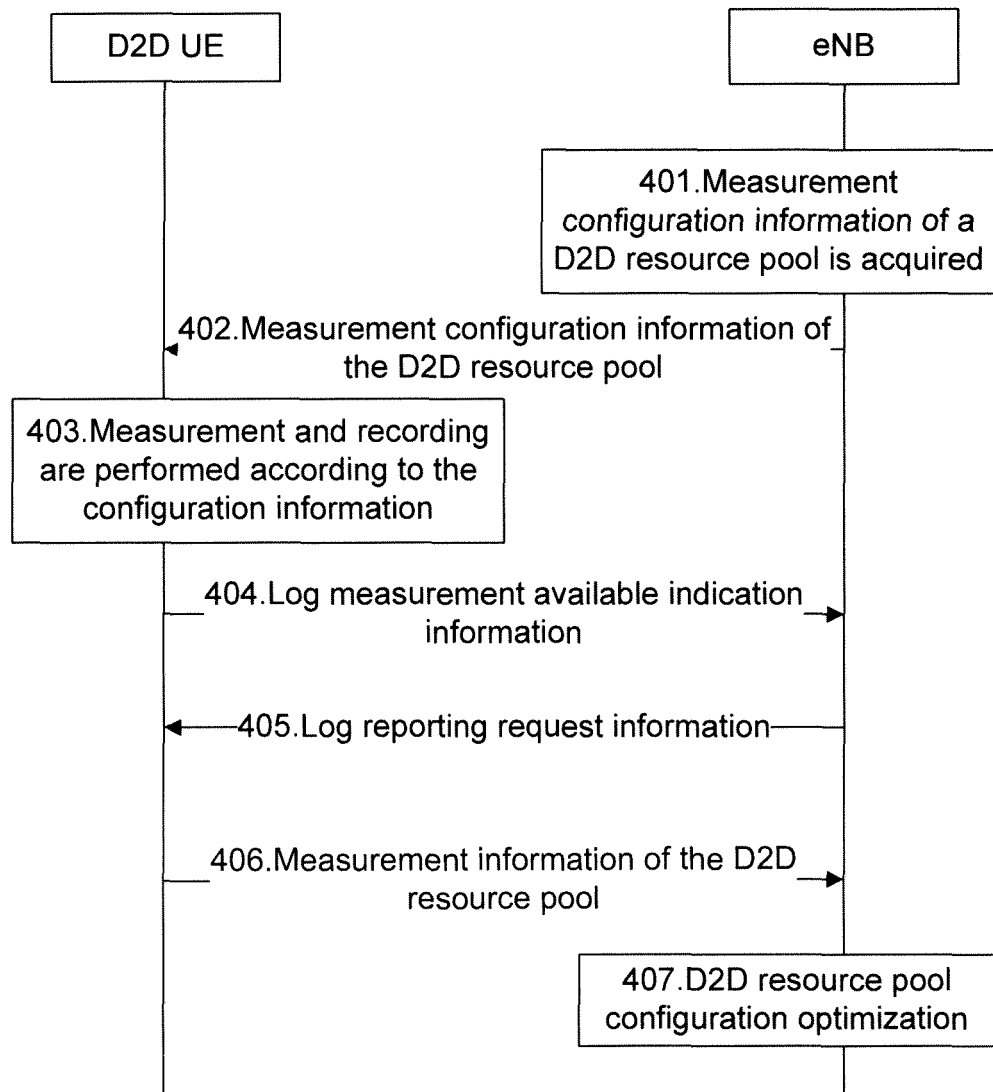 D2D UE
eNB
401.Measurement
configuration information of a
D2D resource pool is acquired
402.Measurement configuration information of
the D2D resource pool
403.Measurement and recording
are performed according to the
configuration information
404.Log measurement available indication
information
405.Log reporting request information
406.Measurement information of the D2D
resource pool
407.D2D resource pool
configuration optimization